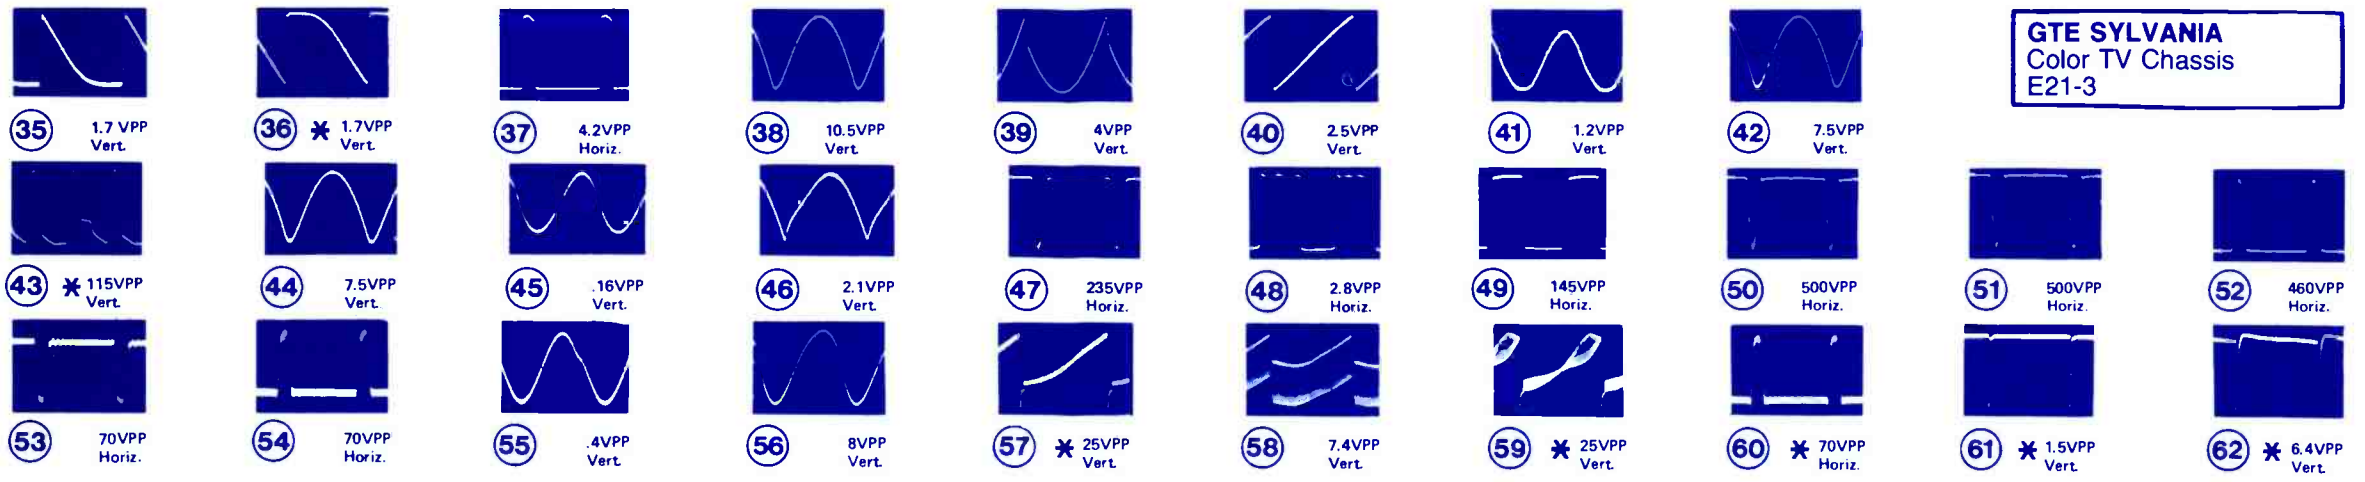 GTE SYLVANIA
Color TV Chassis
E21-3
35 1.7 VPP
Vert.
36 * 1.7VPP
Vert.
37 4.2VPP
Horiz.
38 10.5VPP
Vert.
39 4VPP
Vert.
40 2.5VPP
Vert.
41 1.2VPP
Vert.
42 7.5VPP
Vert.
43 * 115VPP
Vert.
44 7.5VPP
Vert.
45 .16VPP
Vert.
46 2.1VPP
Vert.
47 235VPP
Horiz.
48 2.8VPP
Horiz.
49 145VPP
Horiz.
50 500VPP
Horiz.
51 500VPP
Horiz.
52 460VPP
Horiz.
53 70VPP
Horiz.
54 70VPP
Horiz.
55 .4VPP
Vert.
56 8VPP
Vert.
57 * 25VPP
Vert.
58 7.4VPP
Vert.
59 * 25VPP
Vert.
60 * 70VPP
Horiz.
61 * 1.5VPP
Vert.
62 * 6.4VPP
Vert.